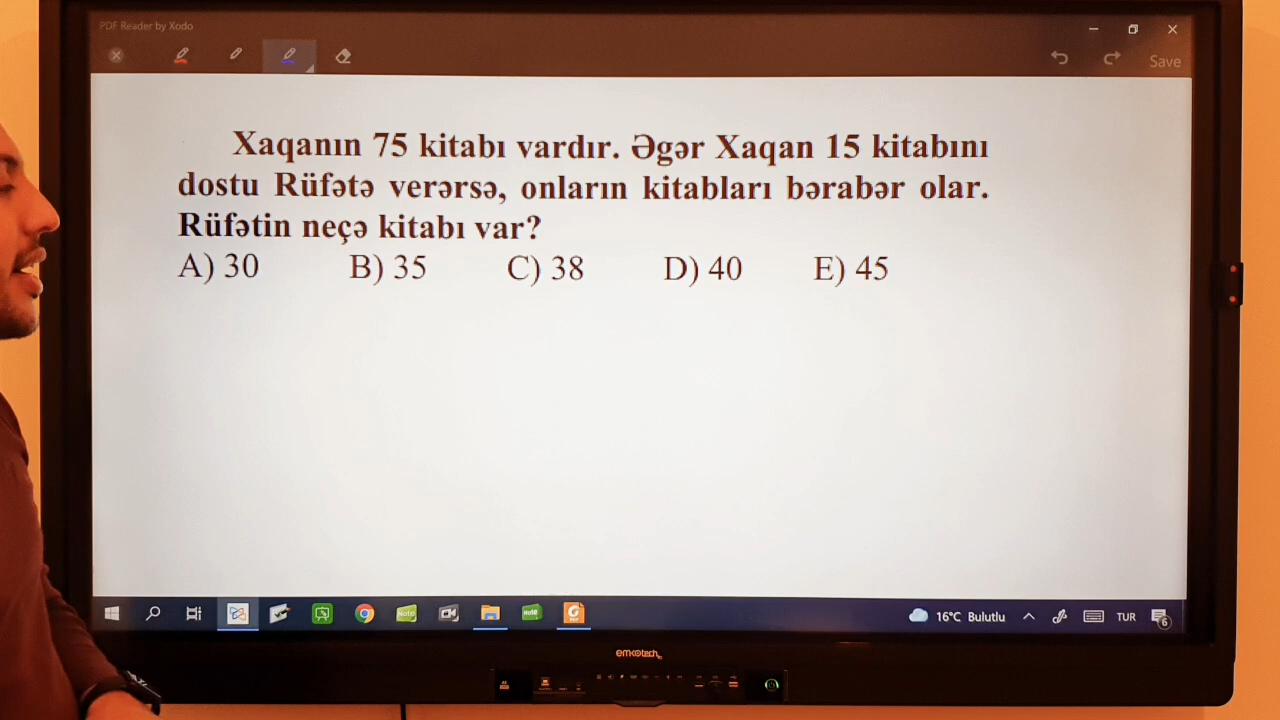 PDF Reader by Xodo
Save
Xaqanın 75 kitabı vardır. Əgər Xaqan 15 kitabını
dostu Rüfətə verərsə, onların kitabları bərabər olar.
Rüfətin neçə kitabı var?
A) 30 B) 35 C) 38 D) 40 E) 45
16°C Bulutlu TUR 6
emkotech